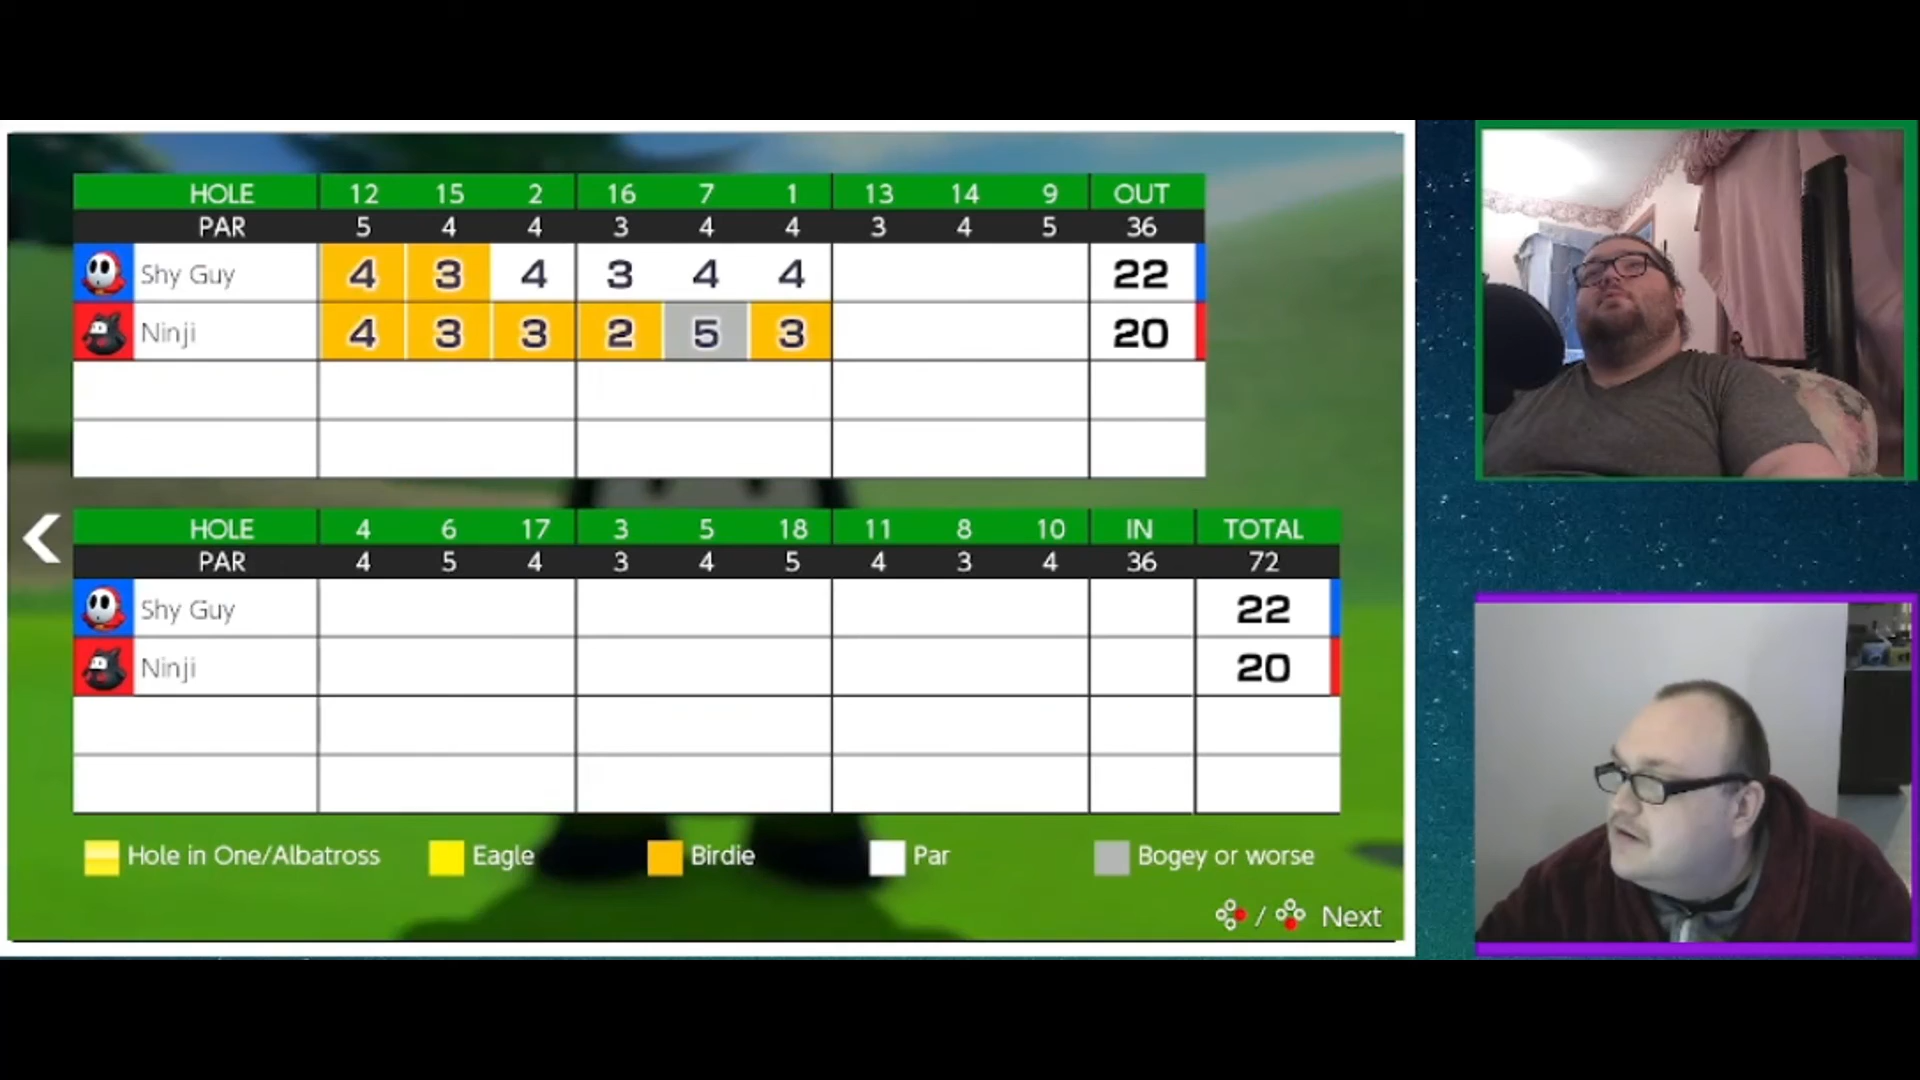 HOLE 12 15 2 16 7 1 13 14 9 OUT
PAR 5 4 4 3 4 4 3 4 5 36
Shy Guy 4 3 4 3 4 4 22
Ninji 4 3 3 2 5 3 20
HOLE 4 6 17 3 5 18 11 8 10 IN TOTAL
PAR 4 5 4 3 4 5 4 3 4 36 72
Shy Guy 22
Ninji 20
Hole in One/Albatross Eagle Birdie Par Bogey or worse
/ Next